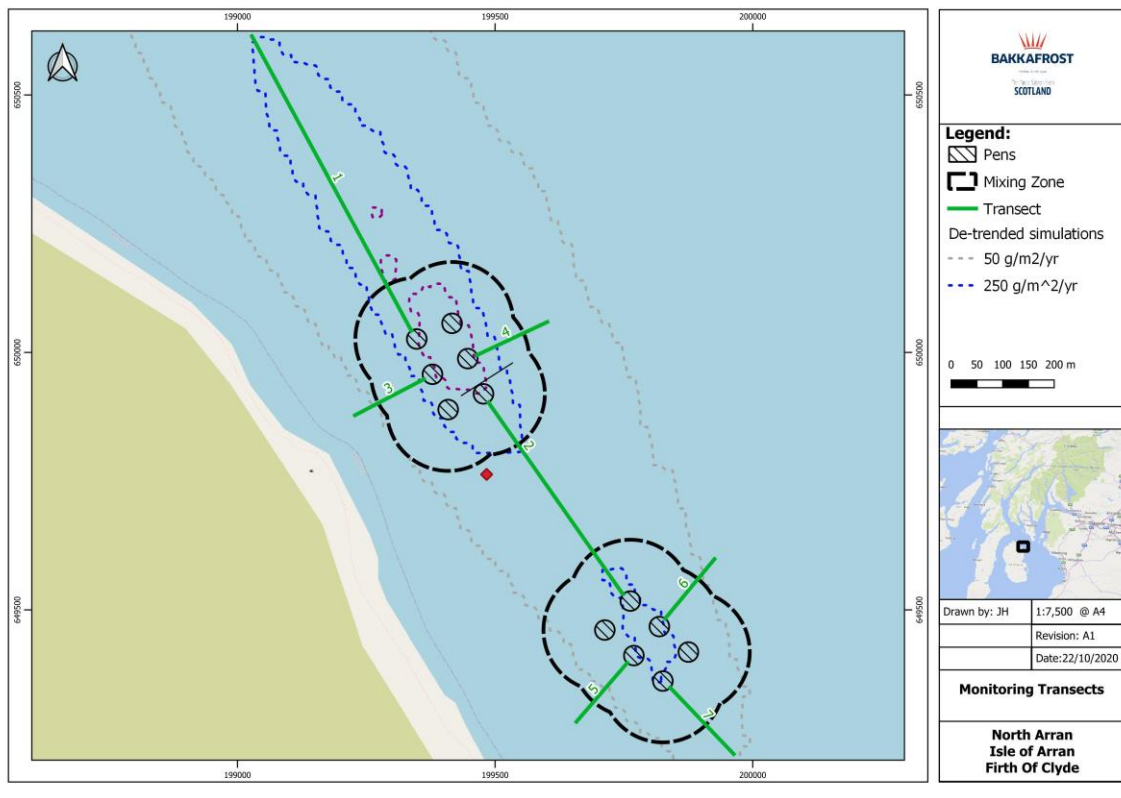 199000
199500
200000
650500
650000
649500
1
2
3
4
5
6
7
199000
199500
200000
BAKKAFROST
SCOTLAND
Legend:
Pens
Mixing Zone
Transect
De-trended simulations
50 g/m2/yr
250 g/m^2/yr
0 50 100 150 200 m
Drawn by: JH
1:7,500 @ A4
Revision: A1
Date:22/10/2020
Monitoring Transects
North Arran
Isle of Arran
Firth Of Clyde